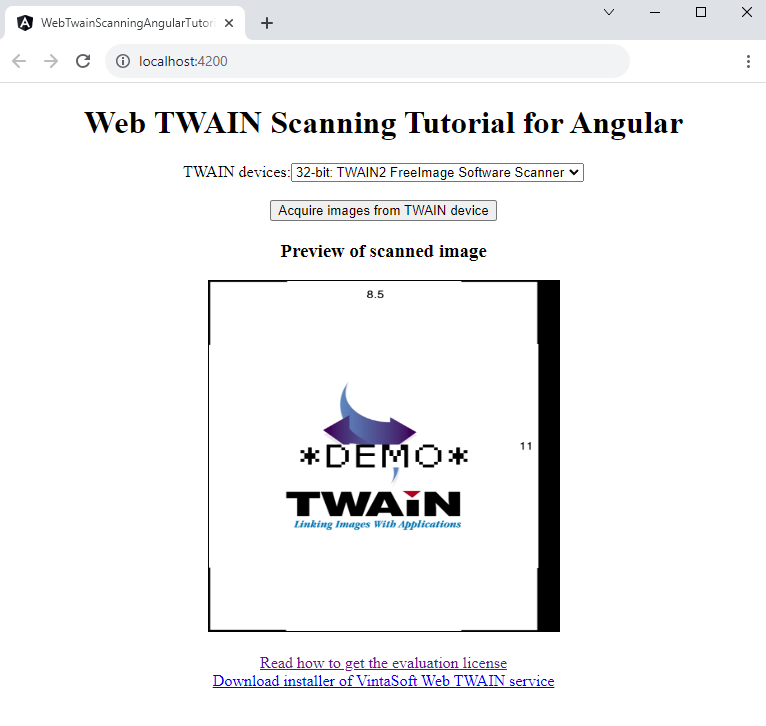 WebTwainScanningAngularTutori
localhost:4200
Web TWAIN Scanning Tutorial for Angular
TWAIN devices: 32-bit: TWAIN2 FreeImage Software Scanner
Acquire images from TWAIN device
Preview of scanned image
8.5
11
*DEMO*
TWAIN
Linking Images With Applications
Read how to get the evaluation license
Download installer of VintaSoft Web TWAIN service